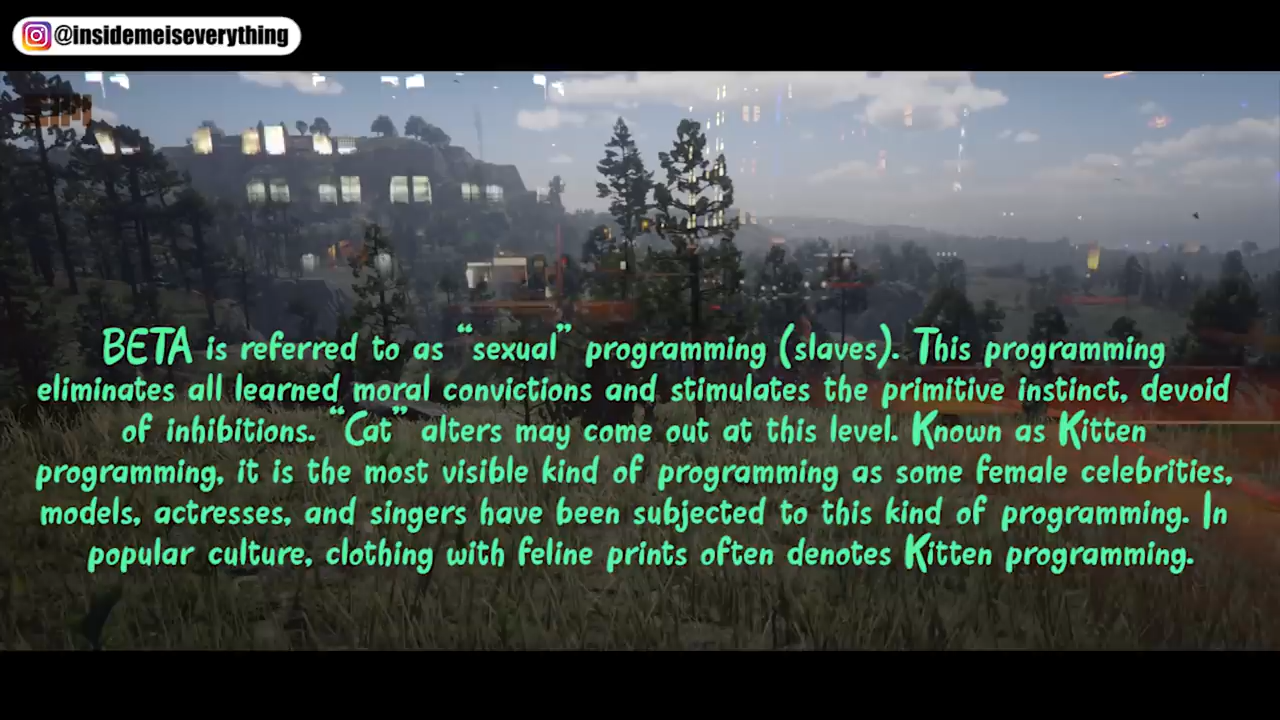 @insidemeiseverything
BETA is referred to as “sexual” programming (slaves). This programming
eliminates all learned moral convictions and stimulates the primitive instinct, devoid
of inhibitions. “Cat” alters may come out at this level. Known as Kitten
programming, it is the most visible kind of programming as some female celebrities,
models, actresses, and singers have been subjected to this kind of programming. In
popular culture, clothing with feline prints often denotes Kitten programming.